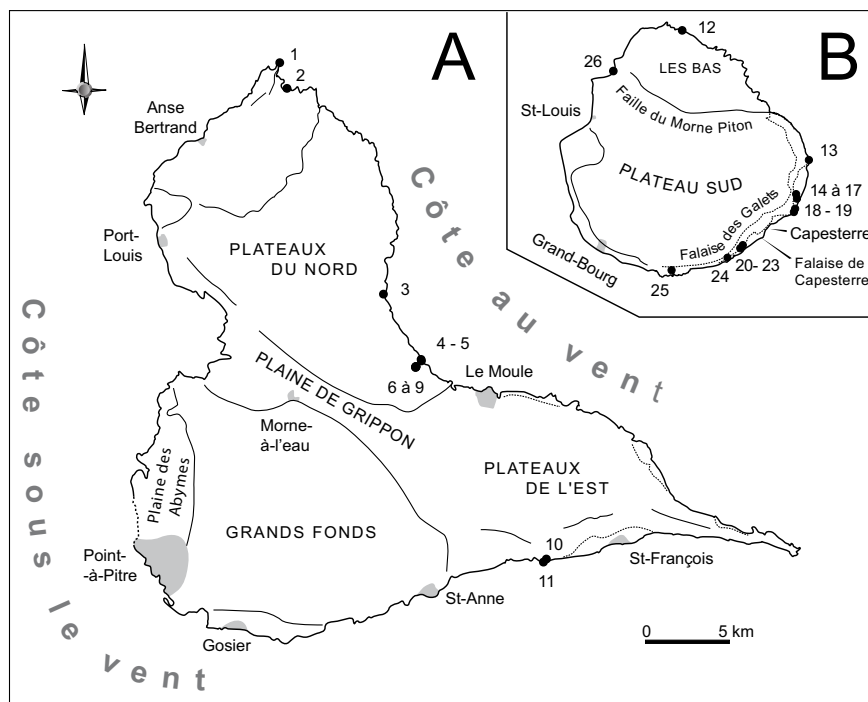 A
1
2
Anse
Bertrand
Port-
Louis
PLATEAUX
DU NORD
3
4 - 5
6 à 9
Le Moule
Côte au vent
Côte sous le vent
PLAINE DE GRIPPON
Morne-
à-l'eau
Plaine des
Abymes
PLATEAUX
DE L'EST
GRANDS FONDS
Point-
-à-Pitre
10
11
St-François
St-Anne
Gosier
0 5 km
B
12
26
LES BAS
St-Louis
Faille du Morne Piton
13
PLATEAU SUD
14 à 17
18 - 19
Falaise des Galets
Capesterre
Grand-Bourg
20- 23
24
25
Falaise de
Capesterre